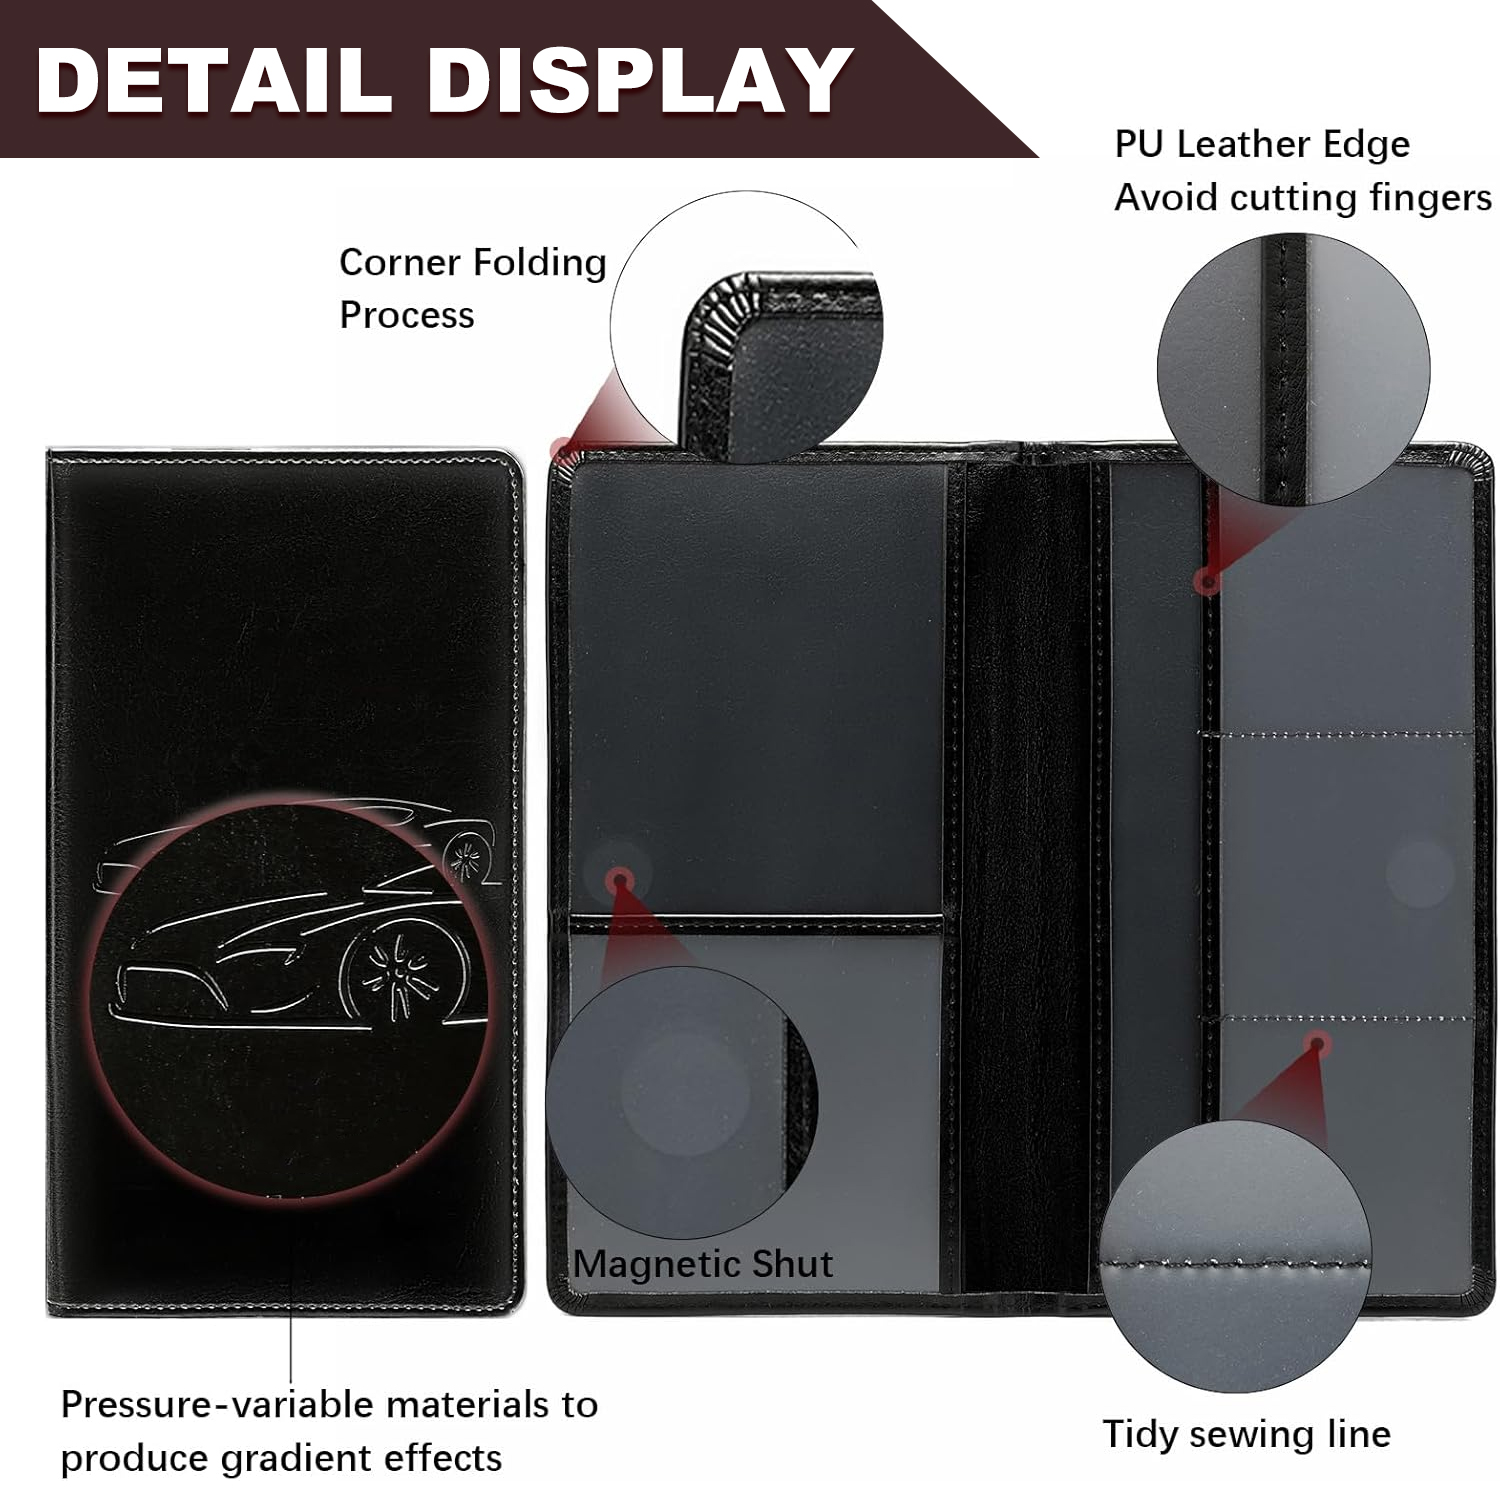 DETAIL DISPLAY
PU Leather Edge
Avoid cutting fingers
Corner Folding
Process
Magnetic Shut
Pressure-variable materials to
produce gradient effects
Tidy sewing line